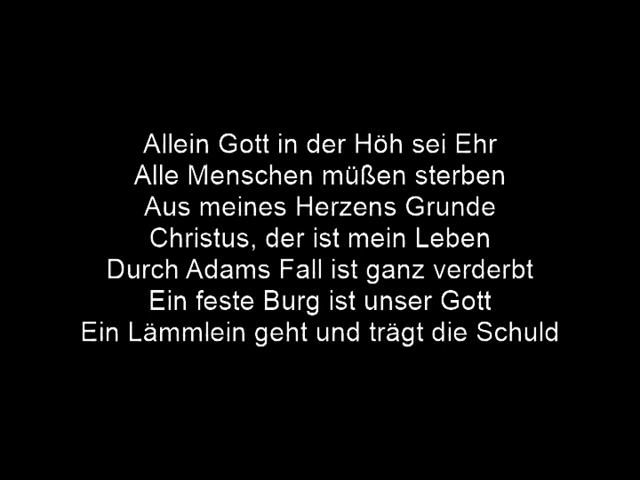 Allein Gott in der Höh sei Ehr
Alle Menschen müßen sterben
Aus meines Herzens Grunde
Christus, der ist mein Leben
Durch Adams Fall ist ganz verderbt
Ein feste Burg ist unser Gott
Ein Lämmlein geht und trägt die Schuld